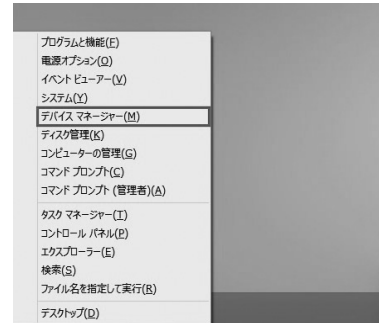 プログラムと機能(F)
電源オプション(O)
イベント ビューアー(V)
システム(Y)
デバイス マネージャー(M)
ディスク管理(K)
コンピューターの管理(G)
コマンド プロンプト(C)
コマンド プロンプト (管理者)(A)
タスク マネージャー(T)
コントロール パネル(P)
エクスプローラー(E)
検索(S)
ファイル名を指定して実行(R)
デスクトップ(D)